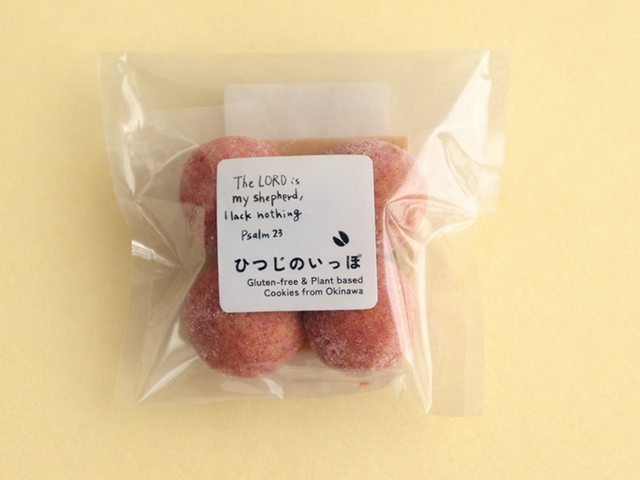 The LORD is
my shepherd,
I lack nothing
Psalm 23
ひつじのいっぽ
Gluten-free & Plant based
Cookies from Okinawa